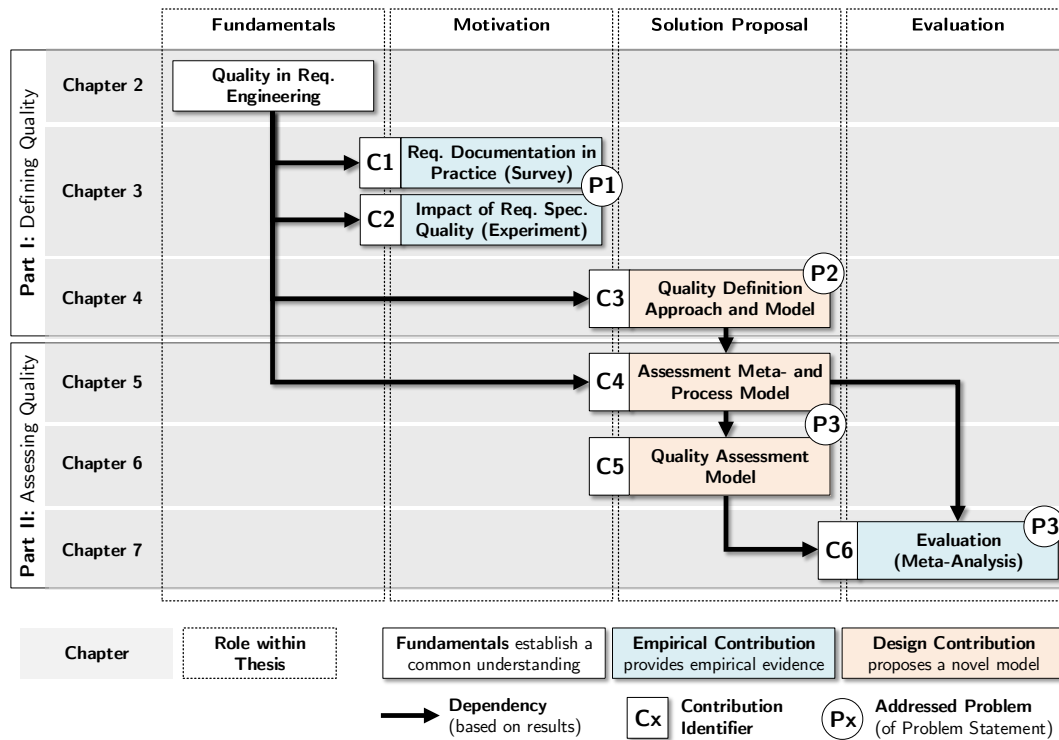 Fundamentals
Motivation
Solution Proposal
Evaluation
Part I: Defining Quality
Chapter 2
Quality in Req.
Engineering
Chapter 3
C1
Req. Documentation in
Practice (Survey)
P1
C2
Impact of Req. Spec.
Quality (Experiment)
Chapter 4
C3
Quality Definition
Approach and Model
P2
Part II: Assessing Quality
Chapter 5
C4
Assessment Meta- and
Process Model
P3
Chapter 6
C5
Quality Assessment
Model
Chapter 7
C6
Evaluation
(Meta-Analysis)
P3
Chapter
Role within
Thesis
Fundamentals establish a
common understanding
Empirical Contribution
provides empirical evidence
Design Contribution
proposes a novel model
Dependency
(based on results)
Cx
Contribution
Identifier
Px
Addressed Problem
(of Problem Statement)